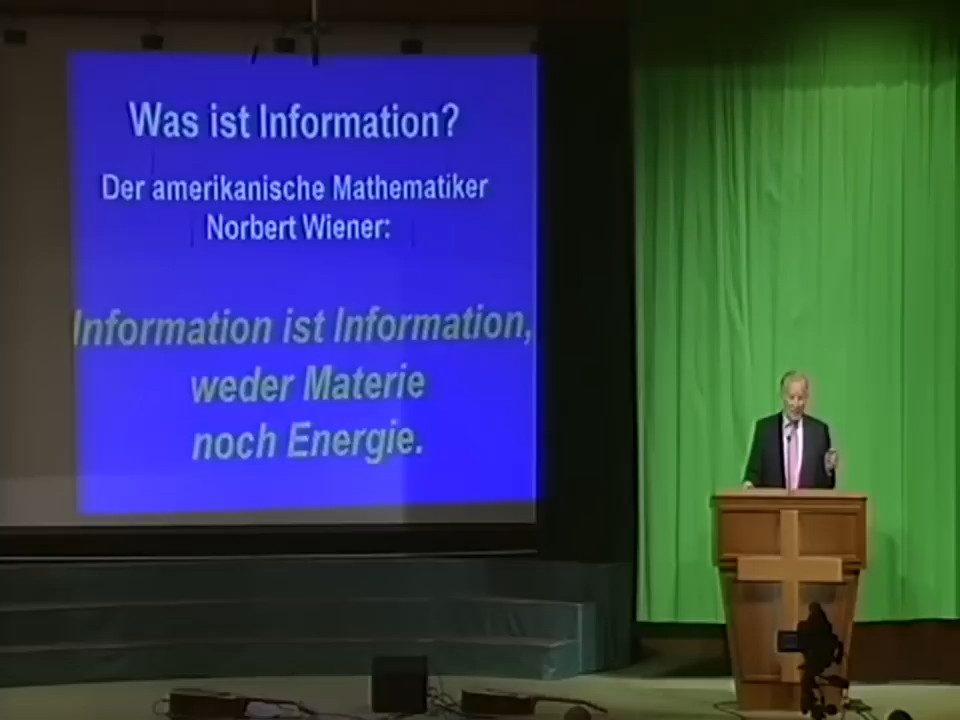 Was ist Information?
Der amerikanische Mathematiker
Norbert Wiener:
Information ist Information,
weder Materie
noch Energie.